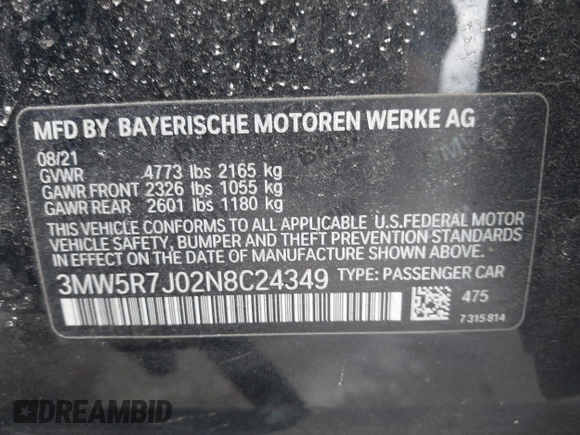 MFD BY BAYERISCHE MOTOREN WERKE AG
08/21
GVWR 4773 lbs 2165 kg
GAWR FRONT 2326 lbs 1055 kg
GAWR REAR 2601 lbs 1180 kg
THIS VEHICLE CONFORMS TO ALL APPLICABLE U.S.FEDERAL MOTOR
VEHICLE SAFETY, BUMPER AND THEFT PREVENTION STANDARDS
IN EFFECT ON THE DATE OF MANUFACTURE SHOWN ABOVE.
3MW5R7J02N8C24349 TYPE: PASSENGER CAR
475
7315814
DREAMBID